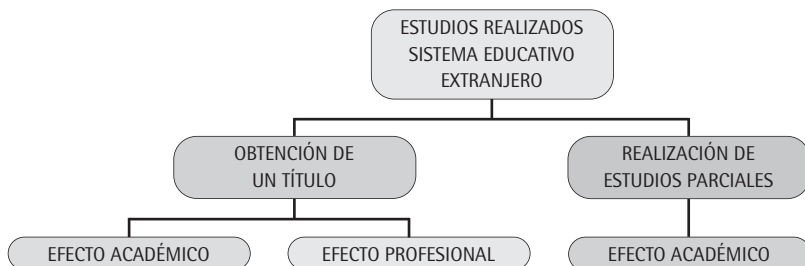 ESTUDIOS REALIZADOS
SISTEMA EDUCATIVO
EXTRANJERO
OBTENCIÓN DE
UN TÍTULO
REALIZACIÓN DE
ESTUDIOS PARCIALES
EFECTO ACADÉMICO
EFECTO PROFESIONAL
EFECTO ACADÉMICO